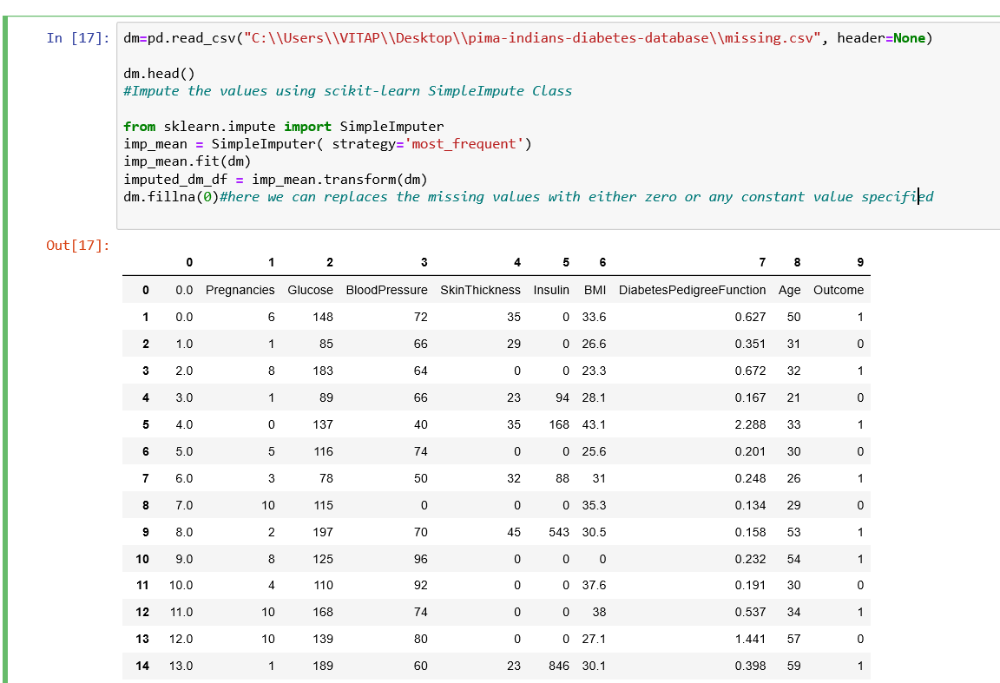 In [17]: dm=pd.read_csv("C:\\Users\\VITAP\\Desktop\\pima-indians-diabetes-database\\missing.csv", header=None)
dm.head()
#Impute the values using scikit-learn SimpleImpute Class
from sklearn.impute import SimpleImputer
imp_mean = SimpleImputer( strategy='most_frequent')
imp_mean.fit(dm)
imputed_dm_df = imp_mean.transform(dm)
dm.fillna(0)#here we can replaces the missing values with either zero or any constant value specified
Out[17]:
0 1 2 3 4 5 6 7 8 9
0 0.0 Pregnancies Glucose BloodPressure SkinThickness Insulin BMI DiabetesPedigreeFunction Age Outcome
1 0.0 6 148 72 35 0 33.6 0.627 50 1
2 1.0 1 85 66 29 0 26.6 0.351 31 0
3 2.0 8 183 64 0 0 23.3 0.672 32 1
4 3.0 1 89 66 23 94 28.1 0.167 21 0
5 4.0 0 137 40 35 168 43.1 2.288 33 1
6 5.0 5 116 74 0 0 25.6 0.201 30 0
7 6.0 3 78 50 32 88 31 0.248 26 1
8 7.0 10 115 0 0 0 35.3 0.134 29 0
9 8.0 2 197 70 45 543 30.5 0.158 53 1
10 9.0 8 125 96 0 0 0 0.232 54 1
11 10.0 4 110 92 0 0 37.6 0.191 30 0
12 11.0 10 168 74 0 0 38 0.537 34 1
13 12.0 10 139 80 0 0 27.1 1.441 57 0
14 13.0 1 189 60 23 846 30.1 0.398 59 1